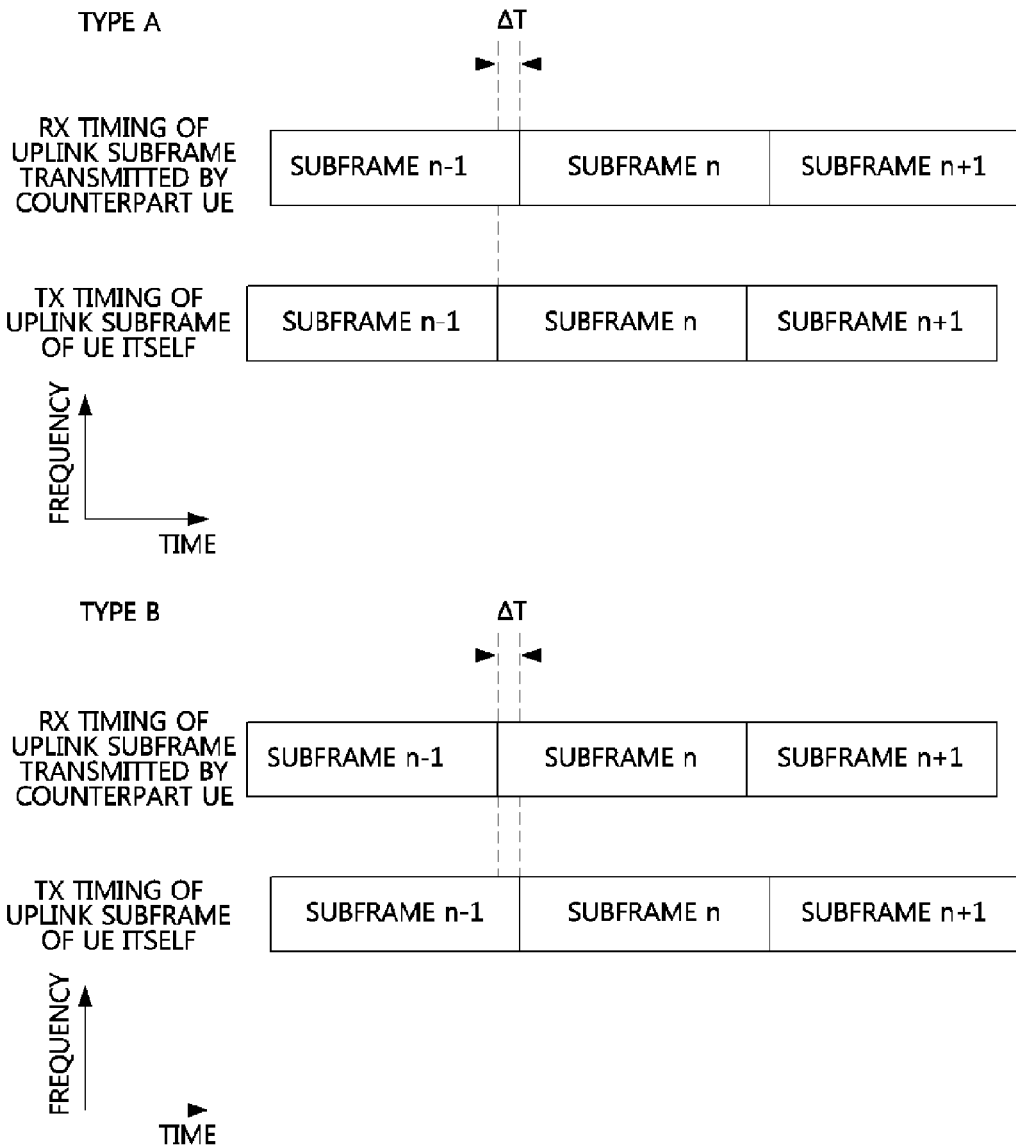 TYPE A
ΔT
RX TIMING OF
UPLINK SUBFRAME
TRANSMITTED BY
COUNTERPART UE
SUBFRAME n-1
SUBFRAME n
SUBFRAME n+1
TX TIMING OF
UPLINK SUBFRAME
OF UE ITSELF
SUBFRAME n-1
SUBFRAME n
SUBFRAME n+1
FREQUENCY
TIME
TYPE B
ΔT
RX TIMING OF
UPLINK SUBFRAME
TRANSMITTED BY
COUNTERPART UE
SUBFRAME n-1
SUBFRAME n
SUBFRAME n+1
TX TIMING OF
UPLINK SUBFRAME
OF UE ITSELF
SUBFRAME n-1
SUBFRAME n
SUBFRAME n+1
FREQUENCY
TIME